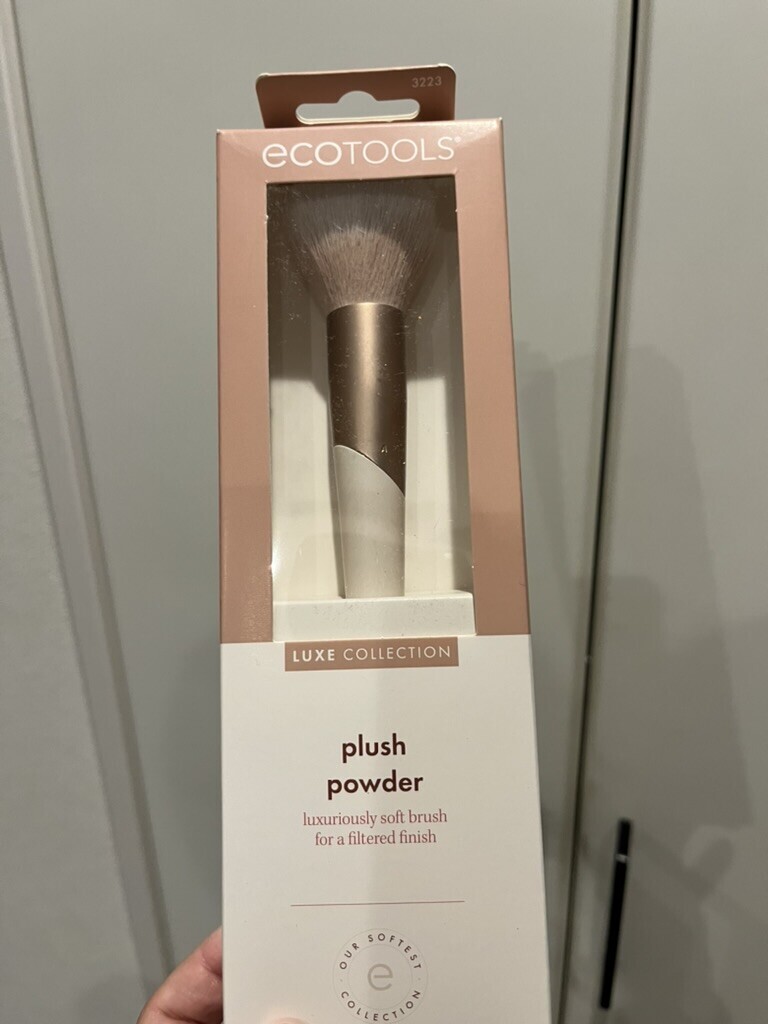 3223
ecoTOOLS®
LUXE COLLECTION
plush
powder
luxuriously soft brush
for a filtered finish
OUR SOFTEST
e
COLLECTION